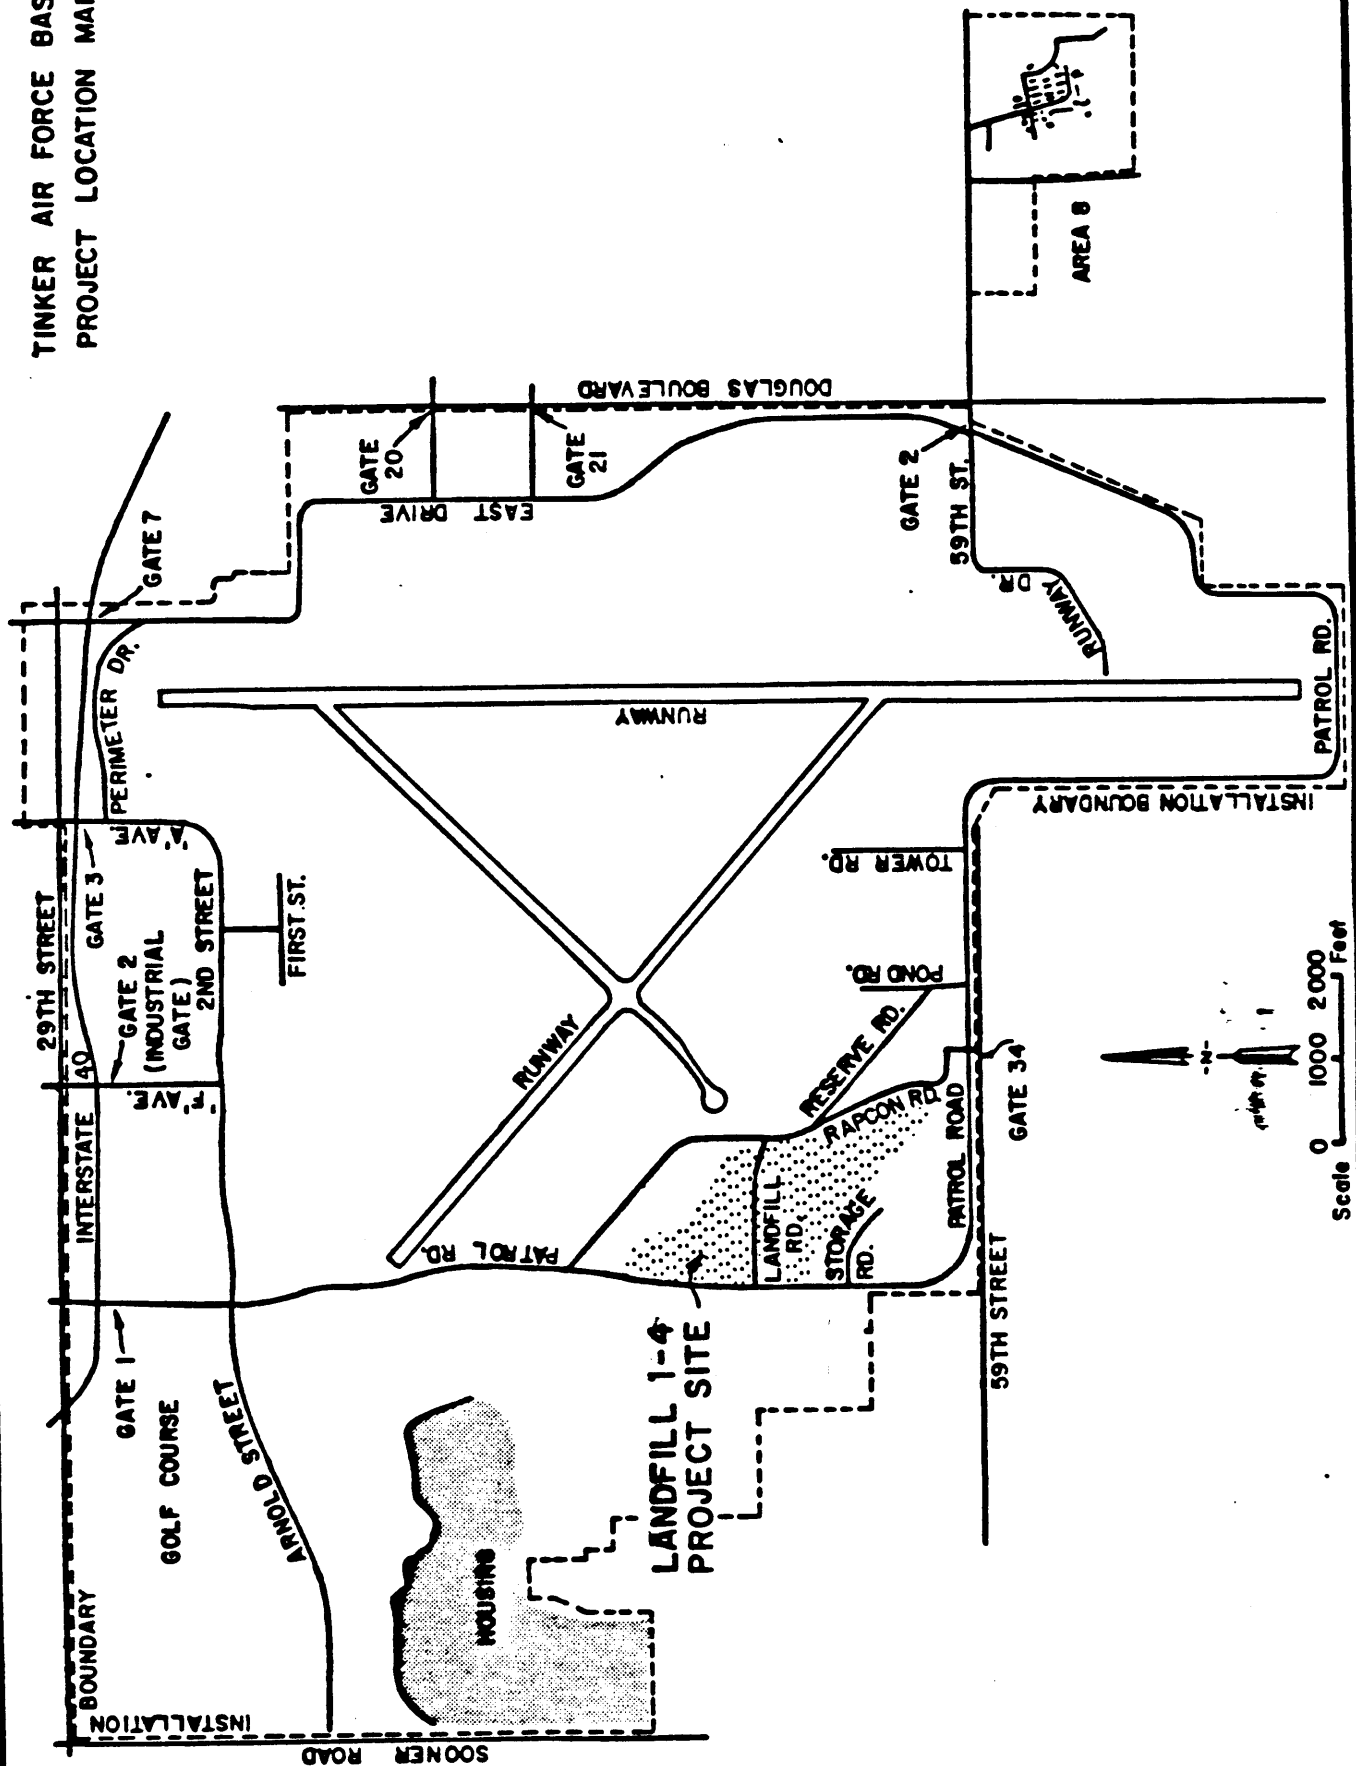 TINKER AIR FORCE BAS
PROJECT LOCATION MA
29TH STREET
INTERSTATE 40
BOUNDARY
INSTALLATION
SOONER ROAD
GATE 1
GOLF COURSE
ARNOLD STREET
HOUSING
GATE 2
(INDUSTRIAL
GATE)
'F' AVE.
2ND STREET
FIRST. ST.
GATE 3
'A' AVE.
PERIMETER DR.
GATE 7
GATE
20
GATE
21
EAST DRIVE
DOUGLAS BOULEVARD
RUNWAY
RUNWAY
GATE 2
59TH ST.
RUNWAY DR.
AREA 8
PATROL RD.
LANDFILL 1-4
PROJECT SITE
LANDFILL
RD.
STORAGE
RD.
RESERVE RD.
RAPCON RD.
POND RD.
TOWER RD.
PATROL ROAD
GATE 34
59TH STREET
INSTALLATION BOUNDARY
PATROL RD.
-N-
0 1000 2000
Scale Feet